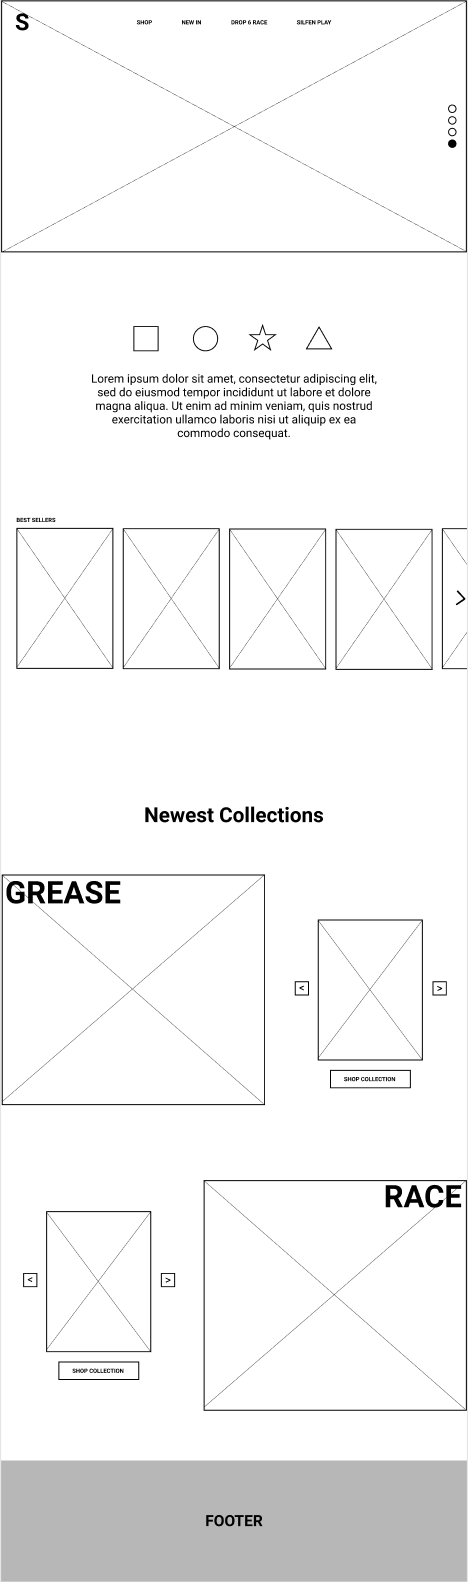 S
SHOP NEW IN DROP 6 RACE SILFEN PLAY
Lorem ipsum dolor sit amet, consectetur adipiscing elit,
sed do eiusmod tempor incididunt ut labore et dolore
magna aliqua. Ut enim ad minim veniam, quis nostrud
exercitation ullamco laboris nisi ut aliquip ex ea
commodo consequat.
BEST SELLERS
Newest Collections
GREASE
< >
SHOP COLLECTION
RACE
< >
SHOP COLLECTION
FOOTER